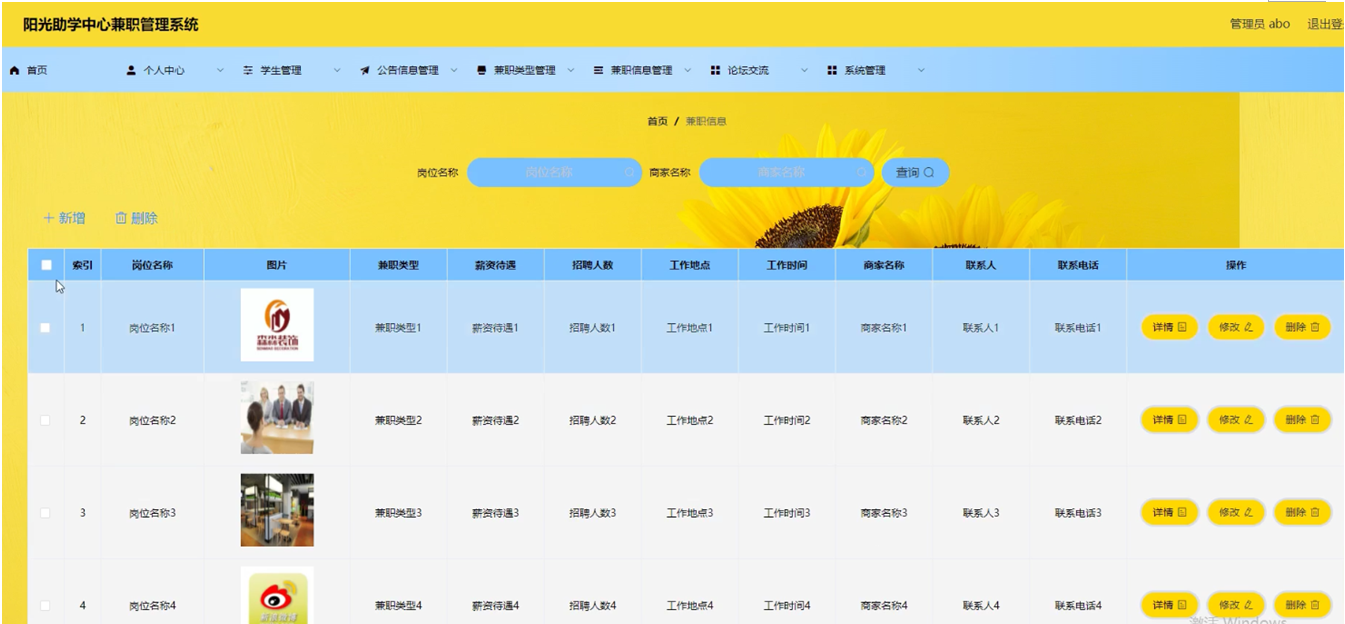 阳光助学中心兼职管理系统 管理员 abo 退出登
首页 个人中心 学生管理 公告信息管理 兼职类型管理 兼职信息管理 论坛交流 系统管理
首页 / 兼职信息
岗位名称 岗位名称 商家名称 商家名称 查询
新增 删除
索引 岗位名称 图片 兼职类型 薪资待遇 招聘人数 工作地点 工作时间 商家名称 联系人 联系电话 操作
1 岗位名称1 兼职类型1 薪资待遇1 招聘人数1 工作地点1 工作时间1 商家名称1 联系人1 联系电话1 详情 修改 删除
2 岗位名称2 兼职类型2 薪资待遇2 招聘人数2 工作地点2 工作时间2 商家名称2 联系人2 联系电话2 详情 修改 删除
3 岗位名称3 兼职类型3 薪资待遇3 招聘人数3 工作地点3 工作时间3 商家名称3 联系人3 联系电话3 详情 修改 删除
4 岗位名称4 兼职类型4 薪资待遇4 招聘人数4 工作地点4 工作时间4 商家名称4 联系人4 联系电话4 详情 修改 删除
激活 Windows